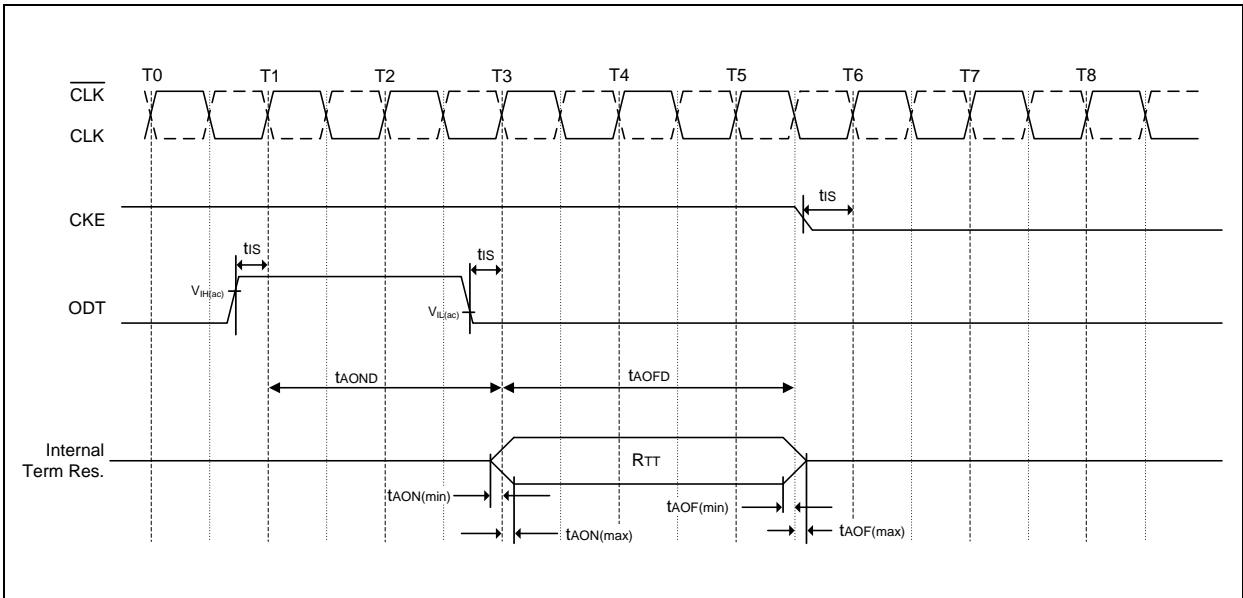 T0 T1 T2 T3 T4 T5 T6 T7 T8
CLK
CLK
CKE
tIS
tIS
tIS
VIH(ac)
ODT
VIL(ac)
tAOND
tAOFD
Internal
Term Res.
RTT
tAON(min)
tAOF(min)
tAON(max)
tAOF(max)